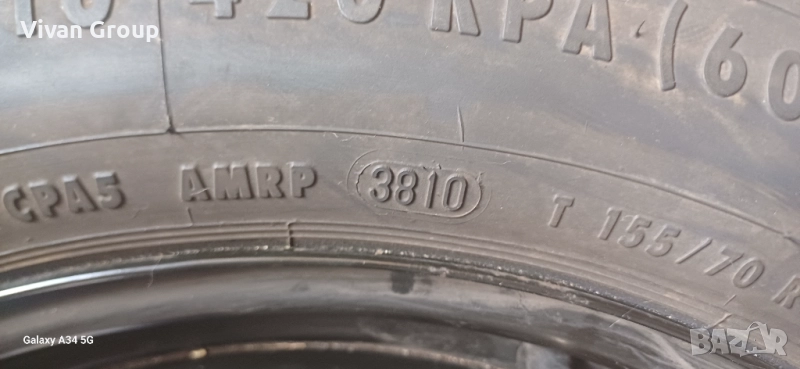 Vivan Group
420 KPA (60
CPA5 AMRP 3810 T 155/70 R
Galaxy A34 5G
BAZAR